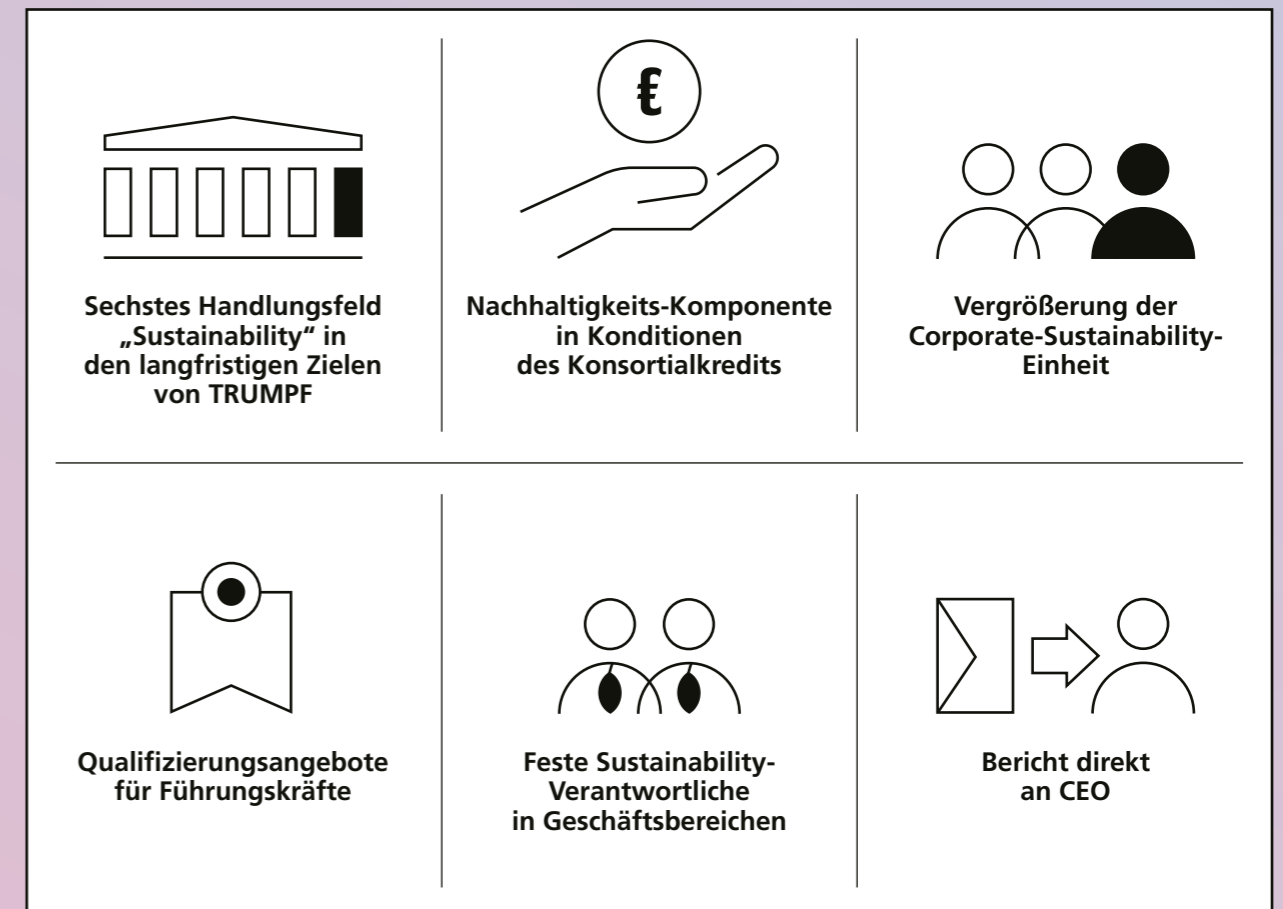 €
Sechstes Handlungsfeld
„Sustainability“ in
den langfristigen Zielen
von TRUMPF
Nachhaltigkeits-Komponente
in Konditionen
des Konsortialkredits
Vergrößerung der
Corporate-Sustainability-
Einheit
Qualifizierungsangebote
für Führungskräfte
Feste Sustainability-
Verantwortliche
in Geschäftsbereichen
Bericht direkt
an CEO